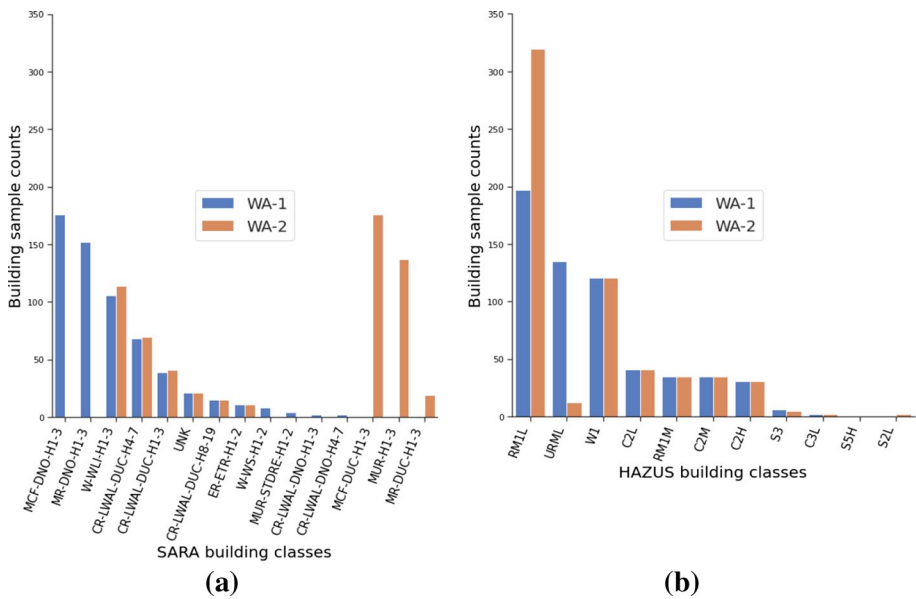 350
300
250
200
150
100
50
0
Building sample counts
WA-1
WA-2
MCF-DNO-H1-3
MR-DNO-H1-3
W-WLI-H1-3
CR-LWAL-DUC-H4-7
CR-LWAL-DUC-H1-3
UNK
CR-LWAL-DUC-H8-19
ER-ETR-H1-2
W-WS-H1-2
MUR-STDRE-H1-2
CR-LWAL-DNO-H1-3
CR-LWAL-DNO-H4-7
MCF-DUC-H1-3
MUR-H1-3
MR-DUC-H1-3
SARA building classes
(a)
350
300
250
200
150
100
50
0
Building sample counts
WA-1
WA-2
RM1L
URML
W1
C2L
RM1M
C2M
C2H
S3
C3L
S5H
S2L
HAZUS building classes
(b)